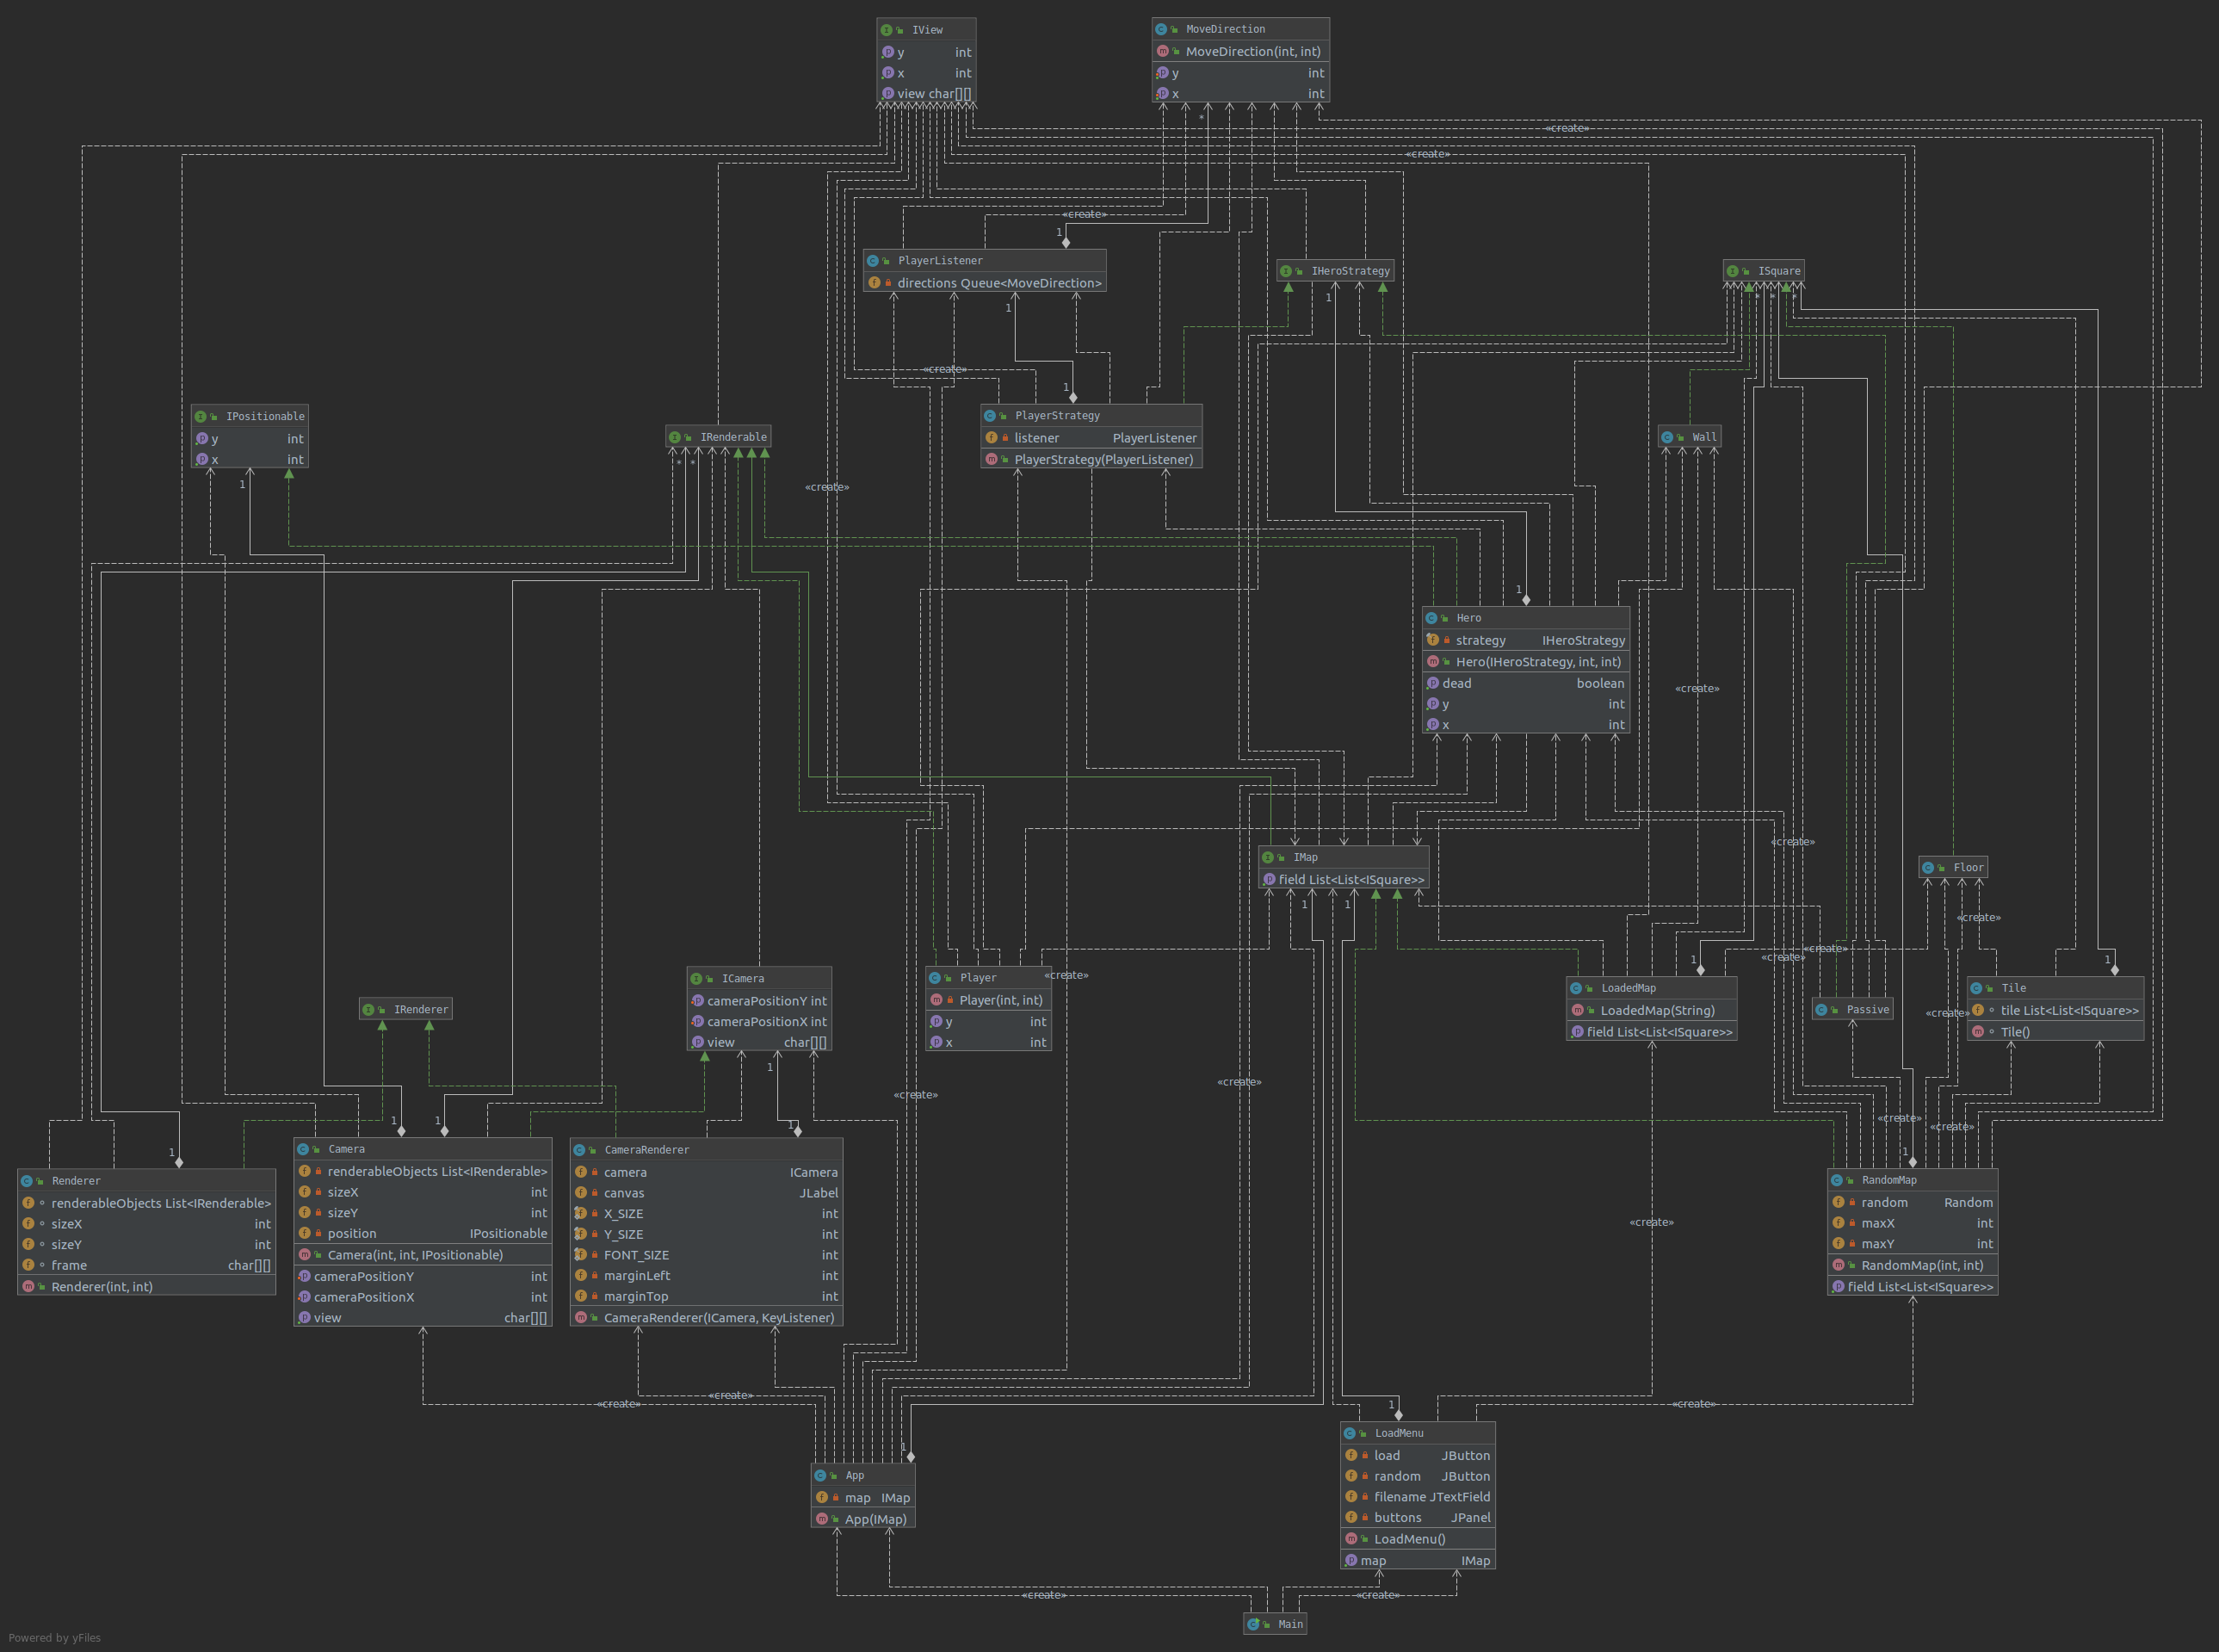 IView
y int
x int
view char[][]
MoveDirection
MoveDirection(int, int)
y int
x int
«create»
«create»
*
«create»
1
PlayerListener
directions Queue<MoveDirection>
IHeroStrategy
ISquare
1
1
*
*
*
«create»
1
IPositionable
y int
x int
1
IRenderable
*
*
PlayerStrategy
listener PlayerListener
PlayerStrategy(PlayerListener)
Wall
«create»
1
Hero
strategy IHeroStrategy
Hero(IHeroStrategy, int, int)
dead boolean
y int
x int
«create»
«create»
IMap
field List<List<ISquare>>
1
1
Floor
«create»
«create»
«create»
1
1
ICamera
cameraPositionY int
cameraPositionX int
view char[][]
1
Player
Player(int, int)
y int
x int
«create»
LoadedMap
LoadedMap(String)
field List<List<ISquare>>
Passive
«create»
Tile
tile List<List<ISquare>>
Tile()
IRenderer
«create»
«create»
«create»
«create»
1
1
1
1
1
Renderer
renderableObjects List<IRenderable>
sizeX int
sizeY int
frame char[][]
Renderer(int, int)
Camera
renderableObjects List<IRenderable>
sizeX int
sizeY int
position IPositionable
Camera(int, int, IPositionable)
cameraPositionY int
cameraPositionX int
view char[][]
CameraRenderer
camera ICamera
canvas JLabel
X_SIZE int
Y_SIZE int
FONT_SIZE int
marginLeft int
marginTop int
CameraRenderer(ICamera, KeyListener)
RandomMap
random Random
maxX int
maxY int
RandomMap(int, int)
field List<List<ISquare>>
«create»
«create»
«create»
«create»
1
1
App
map IMap
App(IMap)
LoadMenu
load JButton
random JButton
filename JTextField
buttons JPanel
LoadMenu()
map IMap
«create»
«create»
Main
Powered by yFiles